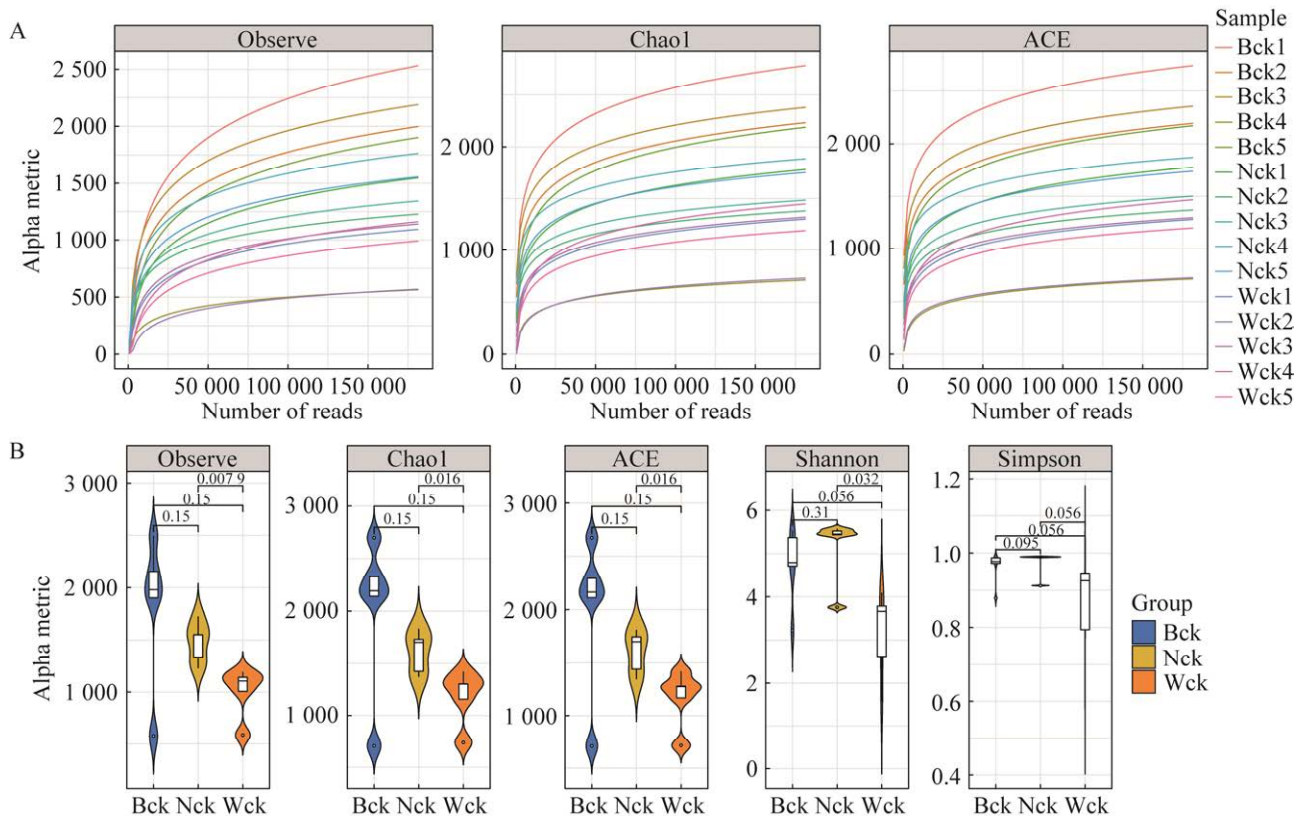 A
Observe
Chao1
ACE
Sample
Bck1
Bck2
Bck3
Bck4
Bck5
Nck1
Nck2
Nck3
Nck4
Nck5
Wck1
Wck2
Wck3
Wck4
Wck5
Alpha metric
2 500
2 000
1 500
1 000
500
0
2 000
1 000
0
2 000
1 000
0
0 50 000 100 000 150 000
0 50 000 100 000 150 000
0 50 000 100 000 150 000
Number of reads
Number of reads
Number of reads
B
Observe
Chao1
ACE
Shannon
Simpson
Alpha metric
3 000
2 000
1 000
0.007 9
0.15
0.15
3 000
2 000
1 000
0.016
0.15
0.15
3 000
2 000
1 000
0.016
0.15
0.15
6
4
2
0
0.032
0.056
0.31
1.2
1.0
0.8
0.6
0.4
0.056
0.056
0.095
Bck Nck Wck
Bck Nck Wck
Bck Nck Wck
Bck Nck Wck
Bck Nck Wck
Group
Bck
Nck
Wck